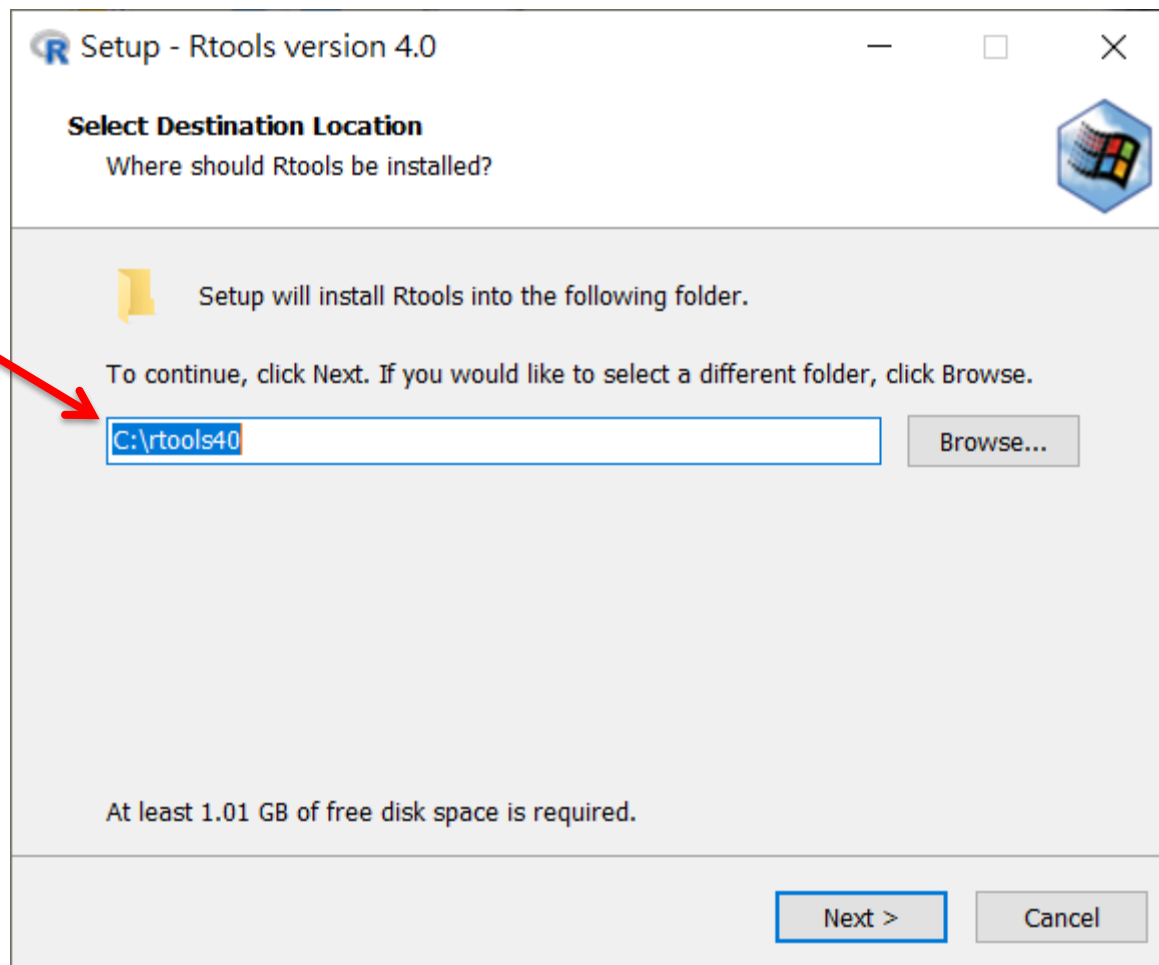 Setup - Rtools version 4.0
Select Destination Location
Where should Rtools be installed?
Setup will install Rtools into the following folder.
To continue, click Next. If you would like to select a different folder, click Browse.
C:\rtools40
Browse...
At least 1.01 GB of free disk space is required.
Next >
Cancel